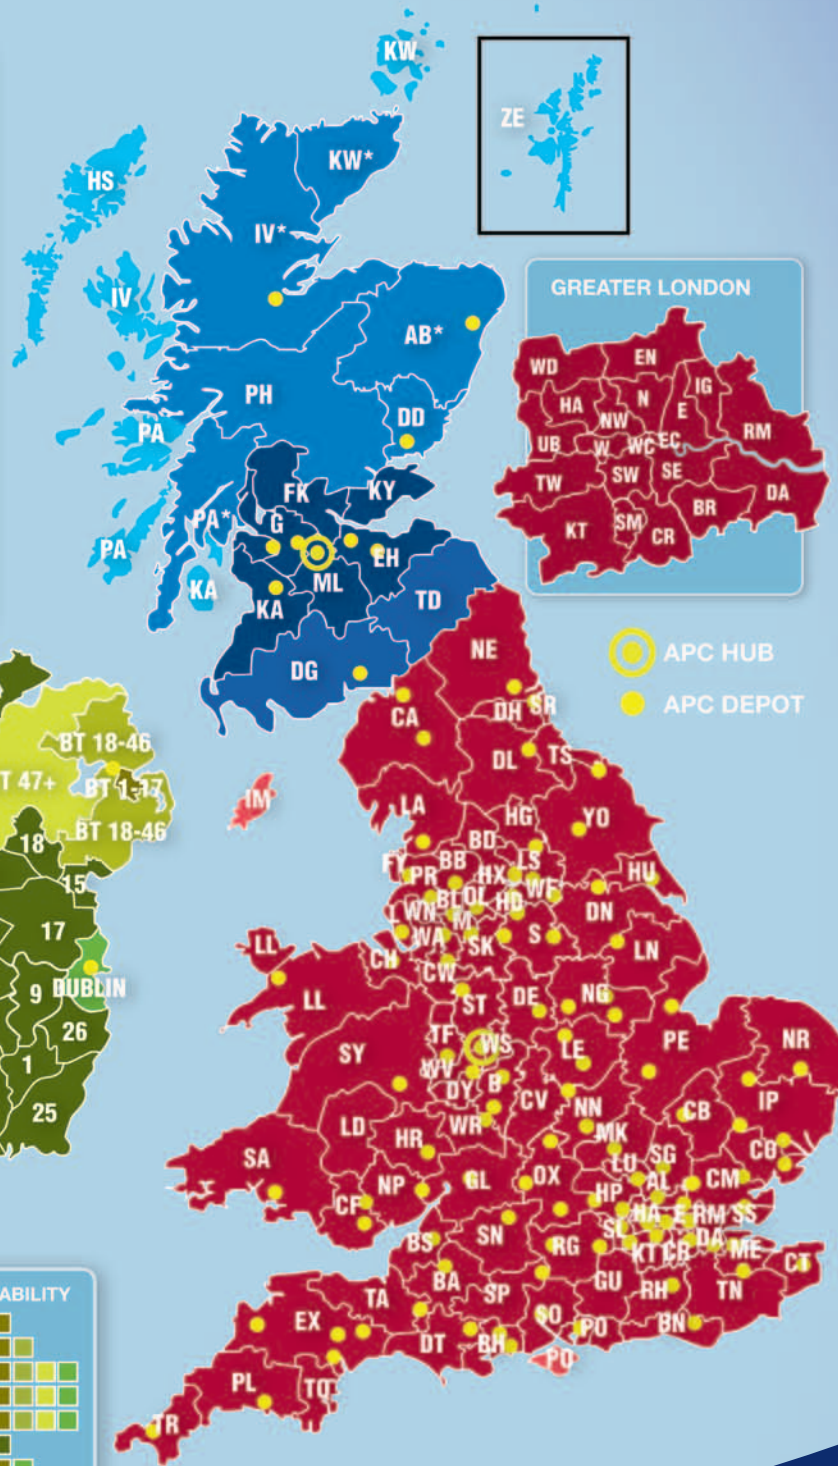 KW
ZE
HS
KW*
IV*
IV
AB*
PH
DD
PA
FK
KY
PA*
G
EH
PA
ML
KA
KA
TD
DG
GREATER LONDON
WD
EN
IG
HA
N
E
NW
RM
UB
W
WC
EC
TW
SW
SE
DA
BR
KT
SM
CR
APC HUB
APC DEPOT
NE
CA
DH
SR
DL
TS
IM
LA
HG
YO
BD
FY
PR
BB
HX
LS
WF
HU
BL
OL
HD
DN
L
WN
M
WA
SK
S
LN
CH
CW
LL
LL
ST
DE
NG
TF
WS
LE
PE
NR
SY
WV
DY
B
CV
NN
CB
IP
LD
HR
WR
MK
CO
SA
NP
GL
OX
LU
SG
AL
CM
CF
HP
HA
E
RM
SS
SL
DA
BS
SN
RG
KT
CR
ME
CT
BA
SP
GU
RH
TN
TA
EX
SO
PO
BN
DT
BH
PO
PL
TQ
TR
BT 18-46
T 47+
BT 1-17
BT 18-46
18
15
17
9
DUBLIN
26
1
25
ABILITY